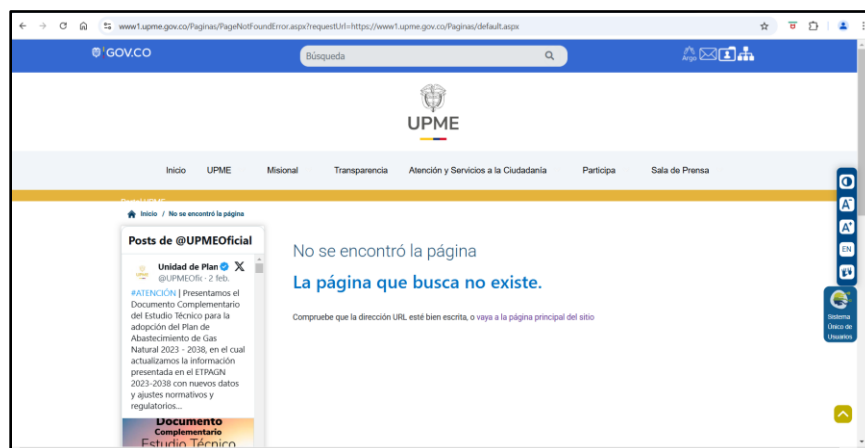 www1.upme.gov.co/Paginas/PageNotFoundError.aspx?requestUrl=https://www1.upme.gov.co/Paginas/default.aspx
GOV.CO
Búsqueda
Argo
UPME
Inicio UPME Misional Transparencia Atención y Servicios a la Ciudadanía Participa Sala de Prensa
Portal UPME
Inicio / No se encontró la página
Posts de @UPMEOficial
Unidad de Plan
@UPMEOfic · 2 feb.
#ATENCIÓN | Presentamos el
Documento Complementario
del Estudio Técnico para la
adopción del Plan de
Abastecimiento de Gas
Natural 2023 - 2038, en el cual
actualizamos la información
presentada en el ETPAGN
2023-2038 con nuevos datos
y ajustes normativos y
regulatorios...
Documento
Complementario
Estudio Técnico
No se encontró la página
La página que busca no existe.
Compruebe que la dirección URL esté bien escrita, o vaya a la página principal del sitio
A-
A+
EN
Sistema
Único de
Usuarios